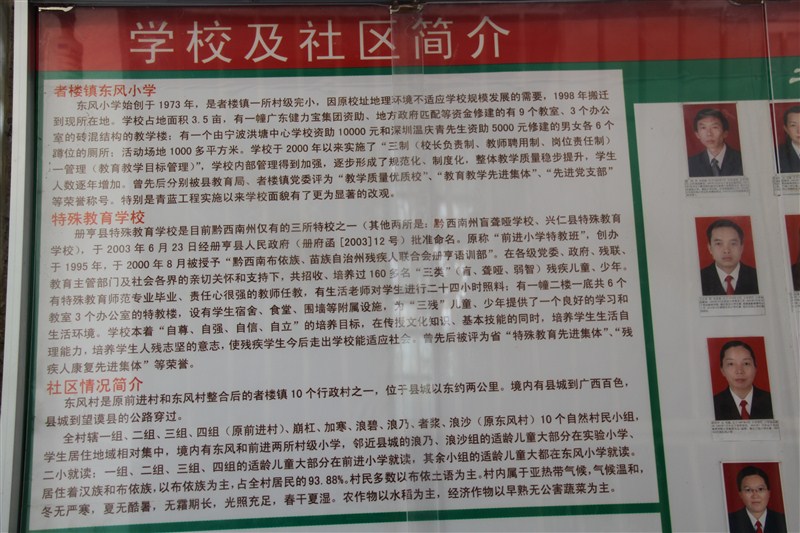 学校及社区简介
者楼镇东风小学
东风小学始创于1973年，是者楼镇一所村级完小，因原校址地理环境不适应学校规模发展的需要，1998年搬迁
到现所在地。学校占地面积3.5亩，有一幢广东健力宝集团资助、地方政府匹配等资金修建的有9个教室、3个办公
室的砖混结构的教学楼；有一个由宁波洪塘中心学校资助10000元和深圳温庆青先生资助5000元修建的男女各6个
蹲位的厕所；活动场地1000多平方米。学校于2000年以来实施了“三制（校长负责制、教师聘用制、岗位责任制）
一管理（教育教学目标管理）”，学校内部管理得到加强，逐步形成了规范化、制度化，整体教学质量稳步提升，学生
人数逐年增加。曾先后分别被县教育局、者楼镇党委评为“教学质量优质校”、“教育教学先进集体”、“先进党支部”
等荣誉称号。特别是青蓝工程实施以来学校面貌有了更为显著的改观。
特殊教育学校
册亨县特殊教育学校是目前黔西南州仅有的三所特校之一（其他两所是：黔西南州盲聋哑学校、兴仁县特殊教育
学校），于2003年6月23日经册亨县人民政府（册府函[2003]12号）批准命名。原称“前进小学特教班”，创办
于1995年，于2000年8月被授予“黔西南布依族、苗族自治州残疾人联合会册亨语训部”。在各级党委、政府、残联、
教育主管部门及社会各界的亲切关怀和支持下，共招收、培养过160多名“三类”（盲、聋哑、弱智）残疾儿童、少年。
有特殊教育师范专业毕业、责任心很强的教师任教，有生活老师对学生进行二十四小时照料；有一幢二楼一底共6个
教室3个办公室的特教楼，设有学生宿舍、食堂、围墙等附属设施，为“三残”儿童、少年提供了一个良好的学习和
生活环境。学校本着“自尊、自强、自信、自立”的培养目标，在传授文化知识、基本技能的同时，培养学生生活自
理能力，培养学生人残志坚的意志，使残疾学生今后走出学校能适应社会。曾先后被评为省“特殊教育先进集体”、“残
疾人康复先进集体”等荣誉。
社区情况简介
东风村是原前进村和东风村整合后的者楼镇10个行政村之一，位于县城以东约两公里。境内有县城到广西百色，
县城到望谟县的公路穿过。
全村辖一组、二组、三组、四组（原前进村）、崩杠、加寒、浪碧、浪乃、者浆、浪沙（原东风村）10个自然村民小组，
学生居住地域相对集中，境内有东风和前进两所村级小学，邻近县城的浪乃、浪沙组的适龄儿童大部分在实验小学、
二小就读；一组、二组、三组、四组的适龄儿童大部分在前进小学就读，其余小组的适龄儿童大都在东风小学就读。
居住着汉族和布依族，以布依族为主，占全村居民的93.88%。村民多数以布依土语为主。村内属于亚热带气候，气候温和，
冬无严寒，夏无酷暑，无霜期长，光照充足，春干夏湿。农作物以水稻为主，经济作物以早熟无公害蔬菜为主。